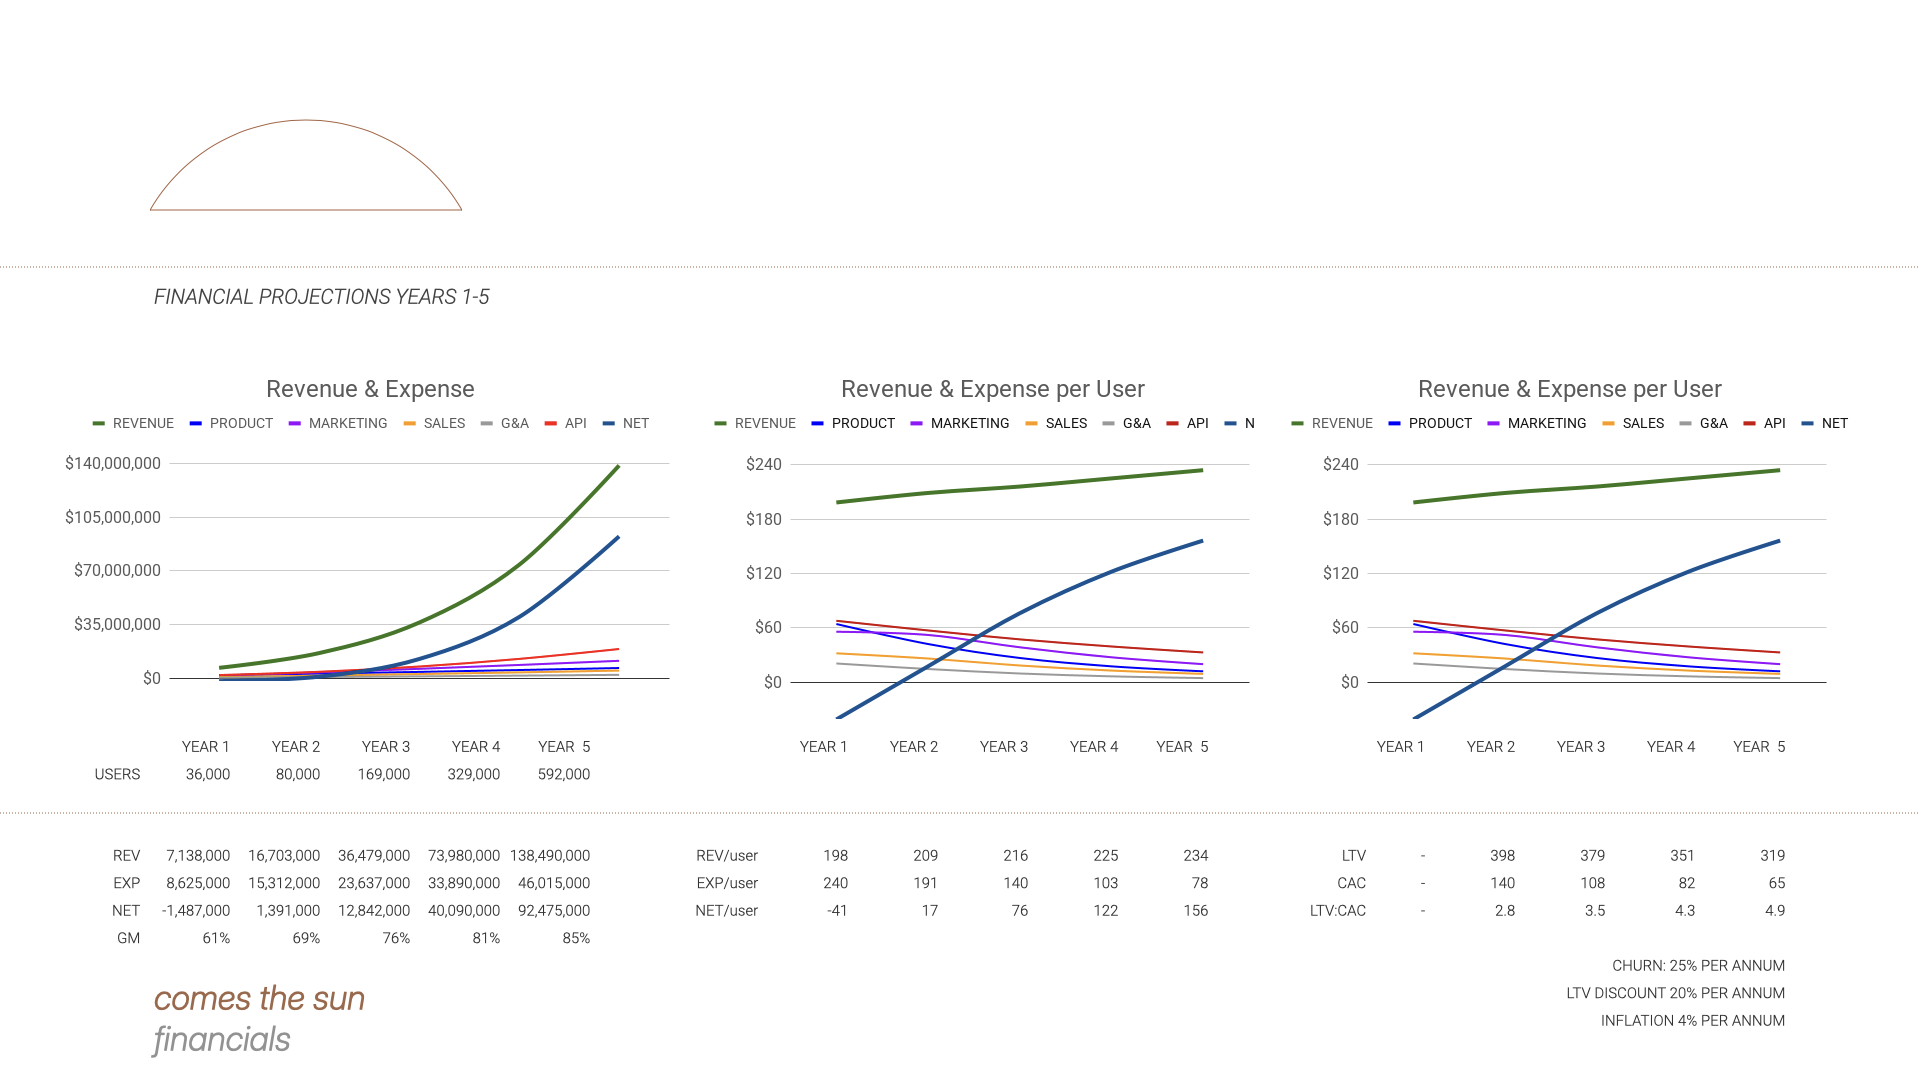 FINANCIAL PROJECTIONS YEARS 1-5
Revenue & Expense
REVENUE PRODUCT MARKETING SALES G&A API NET
$140,000,000
$105,000,000
$70,000,000
$35,000,000
$0
YEAR 1 YEAR 2 YEAR 3 YEAR 4 YEAR 5
USERS 36,000 80,000 169,000 329,000 592,000
Revenue & Expense per User
REVENUE PRODUCT MARKETING SALES G&A API N
$240
$180
$120
$60
$0
YEAR 1 YEAR 2 YEAR 3 YEAR 4 YEAR 5
Revenue & Expense per User
REVENUE PRODUCT MARKETING SALES G&A API NET
$240
$180
$120
$60
$0
YEAR 1 YEAR 2 YEAR 3 YEAR 4 YEAR 5
REV 7,138,000 16,703,000 36,479,000 73,980,000 138,490,000
EXP 8,625,000 15,312,000 23,637,000 33,890,000 46,015,000
NET -1,487,000 1,391,000 12,842,000 40,090,000 92,475,000
GM 61% 69% 76% 81% 85%
REV/user 198 209 216 225 234
EXP/user 240 191 140 103 78
NET/user -41 17 76 122 156
LTV - 398 379 351 319
CAC - 140 108 82 65
LTV:CAC - 2.8 3.5 4.3 4.9
CHURN: 25% PER ANNUM
LTV DISCOUNT 20% PER ANNUM
INFLATION 4% PER ANNUM
comes the sun
financials